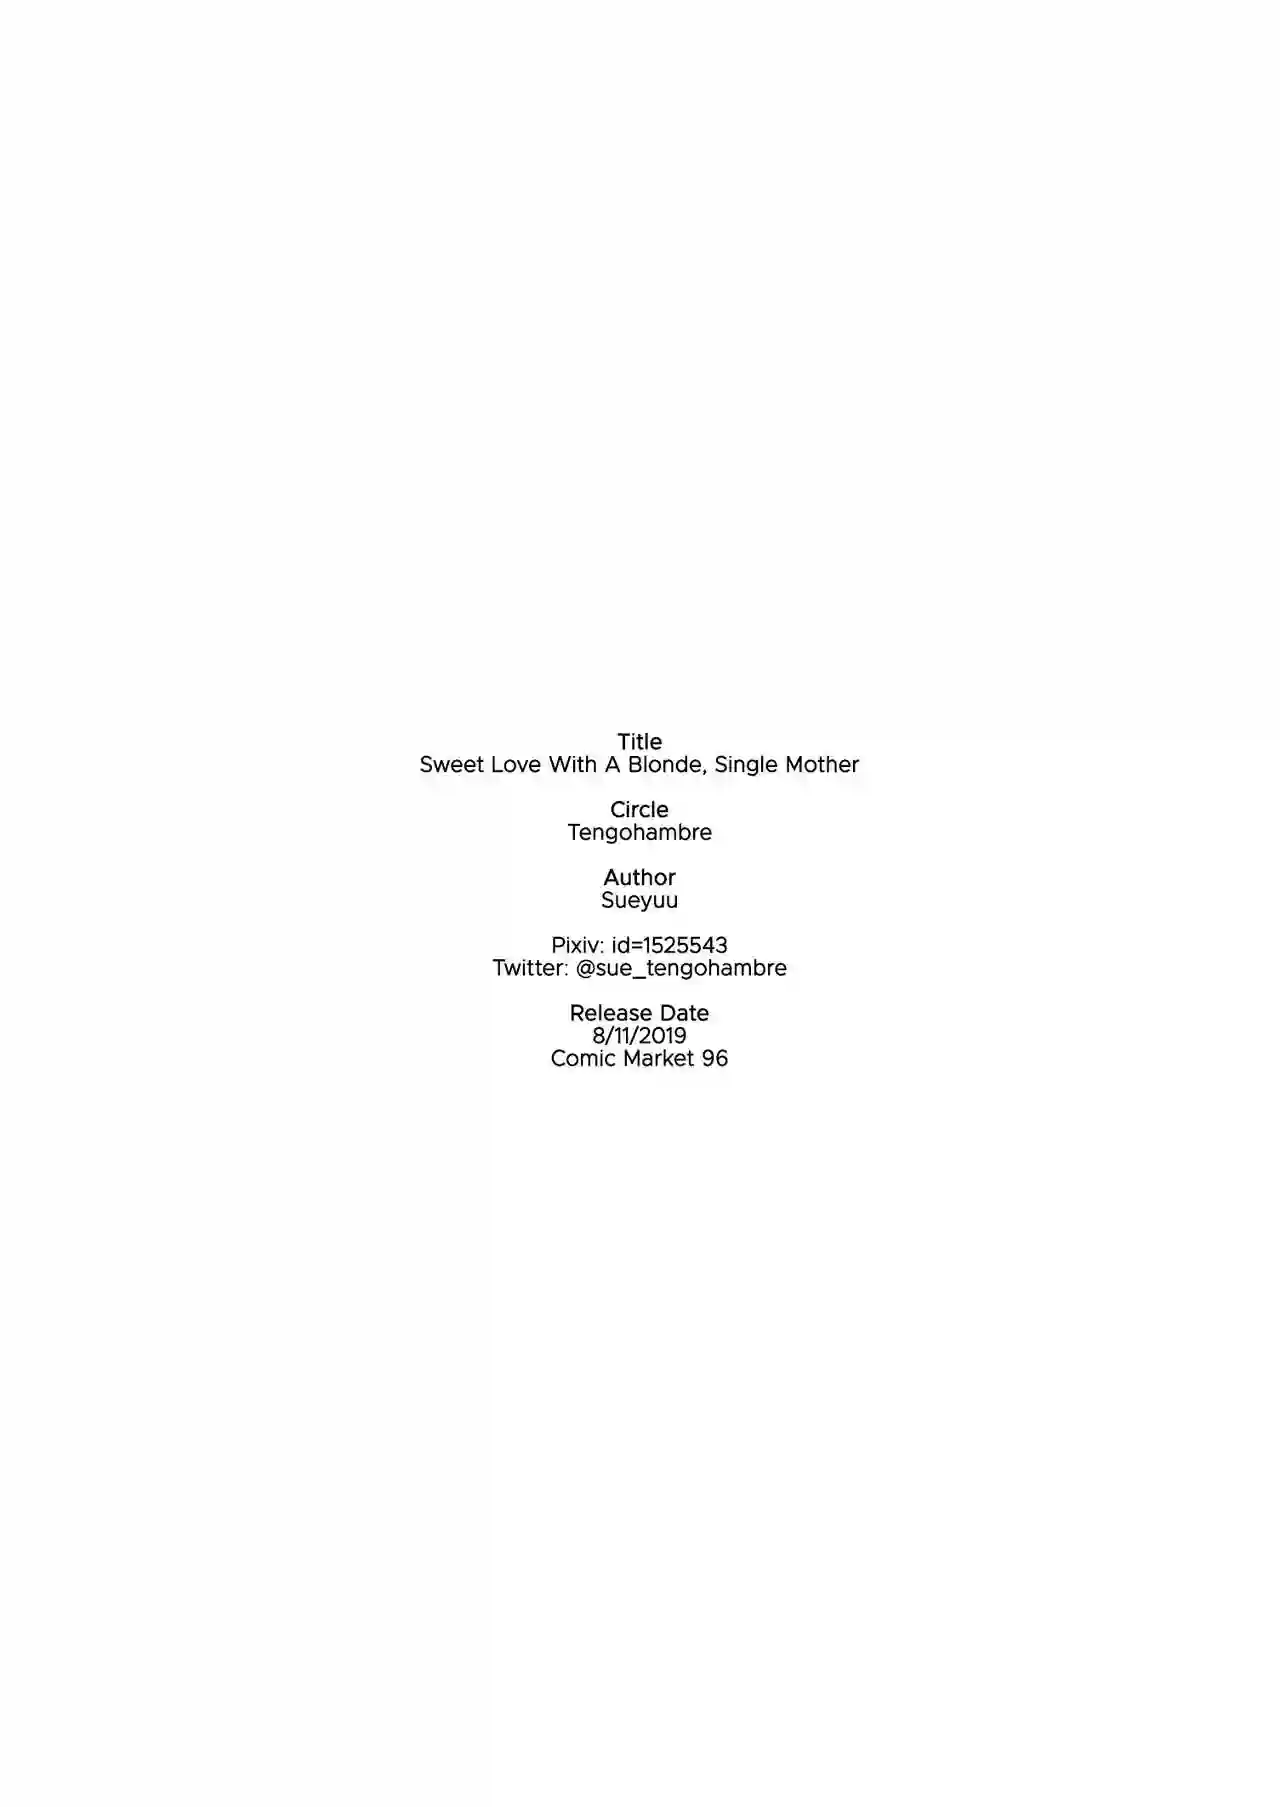 Title
Sweet Love With A Blonde, Single Mother
Circle
Tengohambre
Author
Sueyuu
Pixiv: id=1525543
Twitter: @sue_tengohambre
Release Date
8/11/2019
Comic Market 96